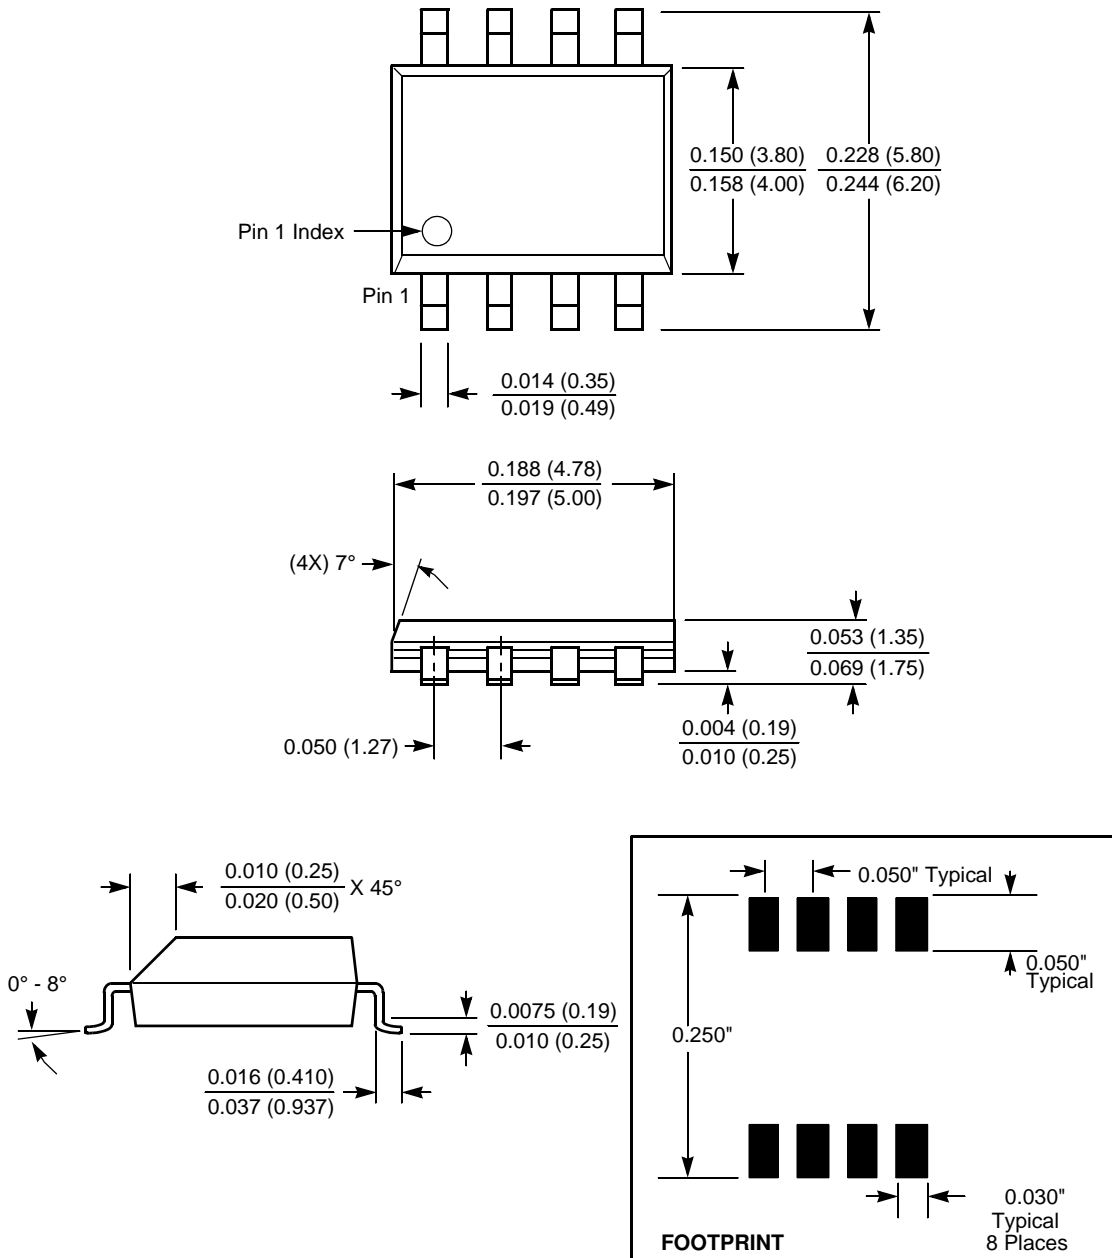 0.150 (3.80) 0.228 (5.80)
0.158 (4.00) 0.244 (6.20)
Pin 1 Index
Pin 1
0.014 (0.35)
0.019 (0.49)
0.188 (4.78)
0.197 (5.00)
(4X) 7°
0.053 (1.35)
0.069 (1.75)
0.004 (0.19)
0.010 (0.25)
0.050 (1.27)
0.010 (0.25)
0.020 (0.50)
X 45°
0° - 8°
0.0075 (0.19)
0.010 (0.25)
0.016 (0.410)
0.037 (0.937)
0.050" Typical
0.050"
Typical
0.250"
0.030"
Typical
8 Places
FOOTPRINT